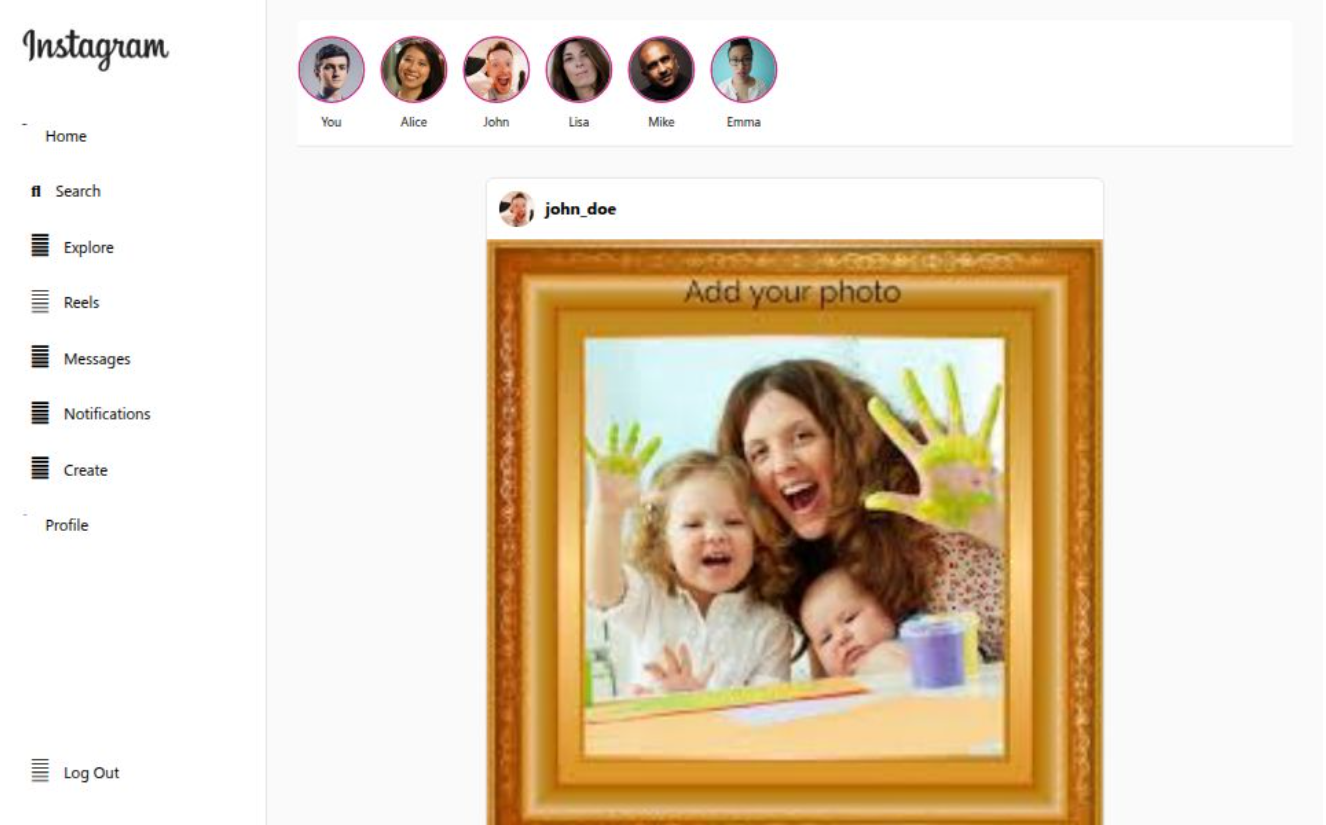 Instagram
You
Alice
John
Lisa
Mike
Emma
Home
Search
Explore
Reels
Messages
Notifications
Create
Profile
Log Out
john_doe
Add your photo